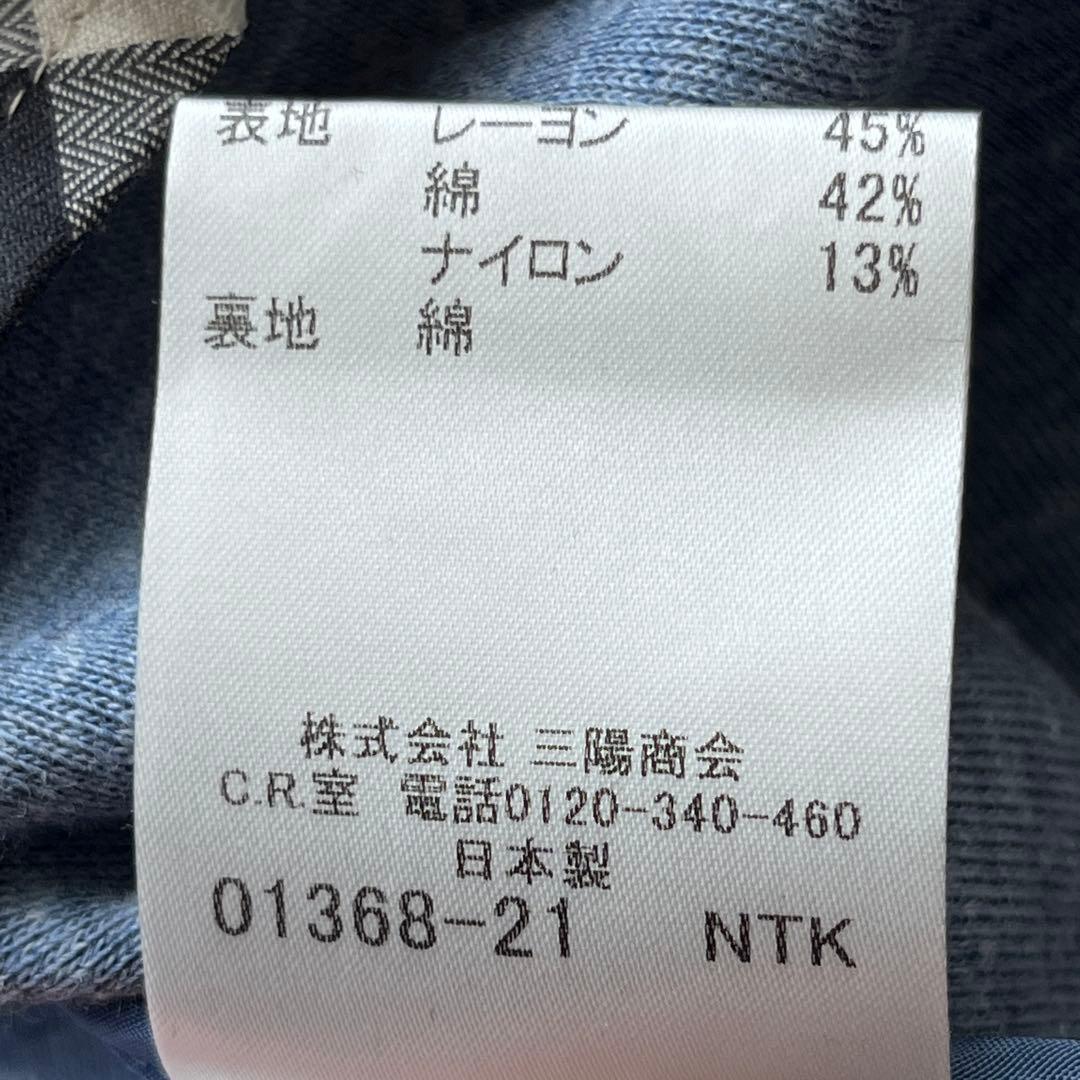 表地 レーヨン 45%
綿 42%
ナイロン 13%
裏地 綿
株式会社 三陽商会
C.R.室 電話0120-340-460
日本製
01368-21 NTK